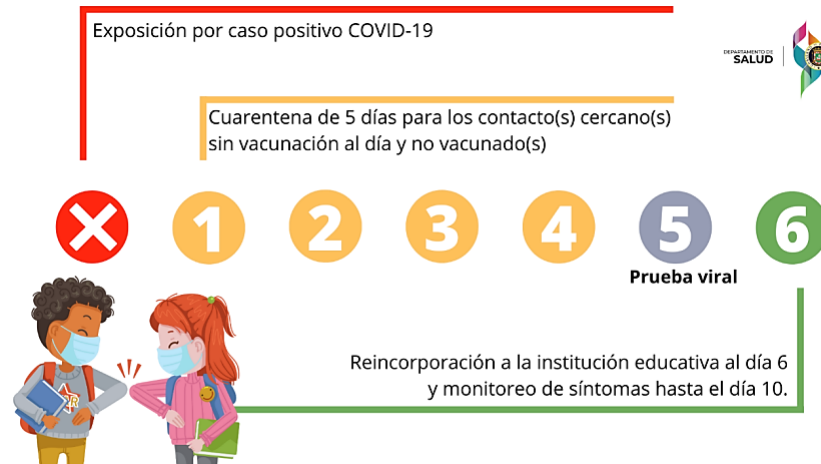 Exposición por caso positivo COVID-19
DEPARTAMENTO DE
SALUD
Cuarentena de 5 días para los contacto(s) cercano(s)
sin vacunación al día y no vacunado(s)
1 2 3 4 5 6
Prueba viral
Reincorporación a la institución educativa al día 6
y monitoreo de síntomas hasta el día 10.